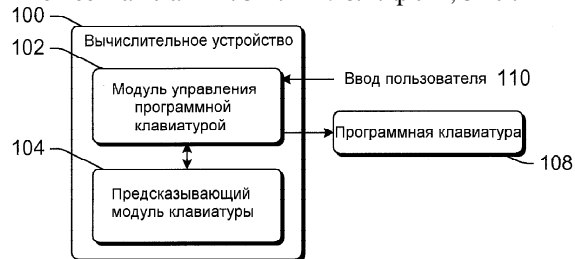 100
Вычислительное устройство
102
Модуль управления
программной
клавиатурой
Ввод пользователя 110
Программная клавиатура
108
104
Предсказывающий
модуль клавиатуры